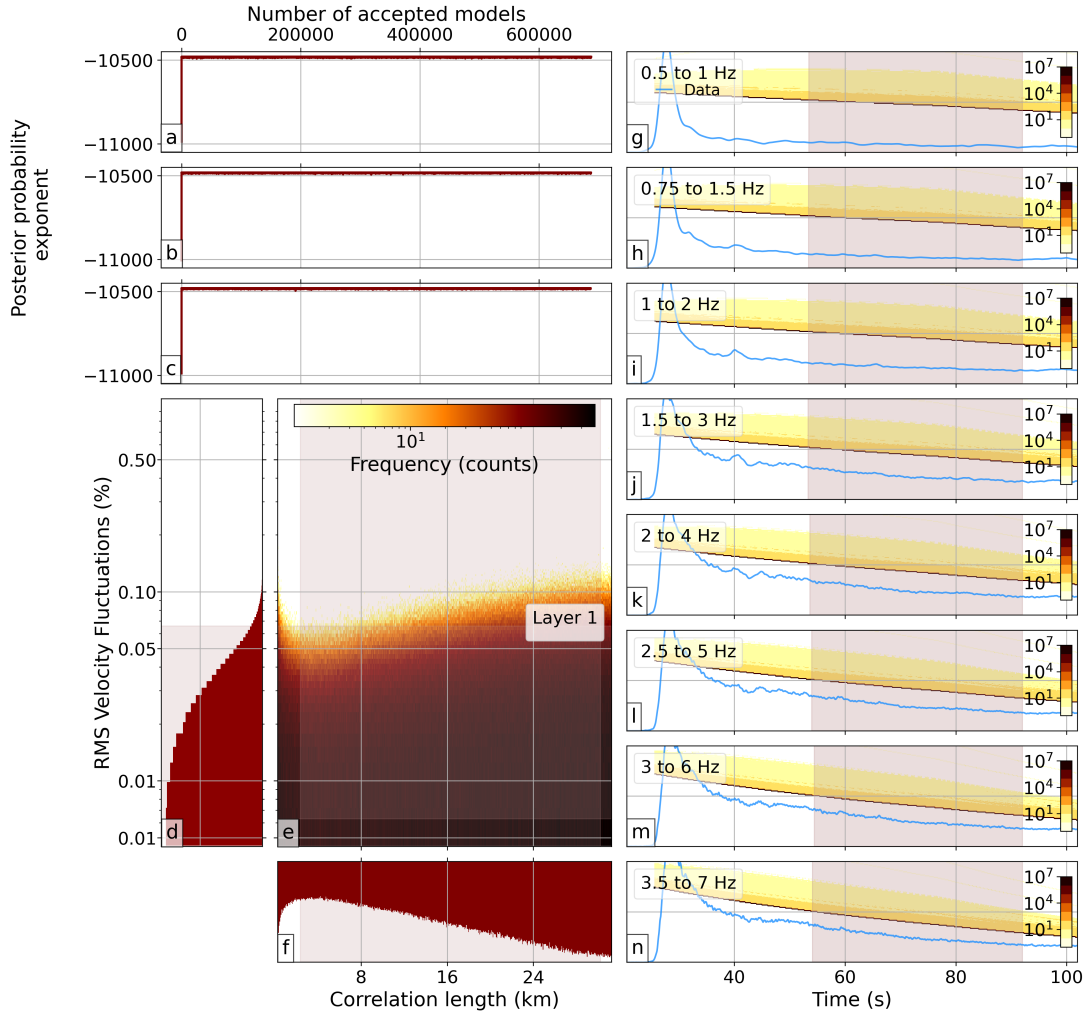 Number of accepted models
0 200000 400000 600000
Posterior probability
exponent
−10500
−11000
a
−10500
−11000
b
−10500
−11000
c
RMS Velocity Fluctuations (%)
0.50
0.10
0.05
0.01
0.01
d
10¹
Frequency (counts)
Layer 1
e
f
8 16 24
Correlation length (km)
0.5 to 1 Hz
Data
10⁷
10⁴
10¹
g
0.75 to 1.5 Hz
10⁷
10⁴
10¹
h
1 to 2 Hz
10⁷
10⁴
10¹
i
1.5 to 3 Hz
10⁷
10⁴
10¹
j
2 to 4 Hz
10⁷
10⁴
10¹
k
2.5 to 5 Hz
10⁷
10⁴
10¹
l
3 to 6 Hz
10⁷
10⁴
10¹
m
3.5 to 7 Hz
10⁷
10⁴
10¹
n
40 60 80 100
Time (s)